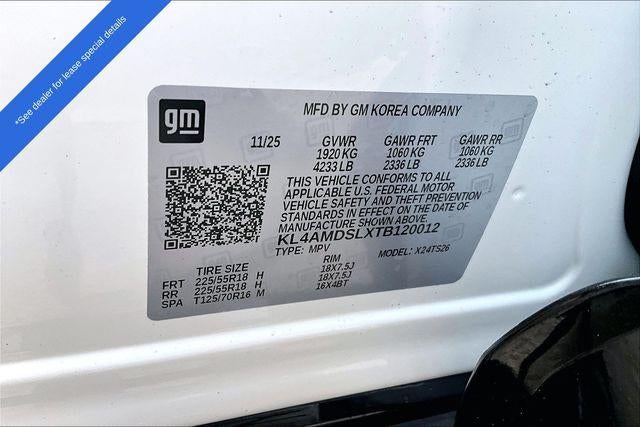 *See dealer for lease special details
gm
MFD BY GM KOREA COMPANY
11/25 GVWR GAWR FRT GAWR RR
1920 KG 1060 KG 1060 KG
4233 LB 2336 LB 2336 LB
THIS VEHICLE CONFORMS TO ALL
APPLICABLE U.S. FEDERAL MOTOR
VEHICLE SAFETY AND THEFT PREVENTION
STANDARDS IN EFFECT ON THE DATE OF
MANUFACTURE SHOWN ABOVE.
KL4AMDSLXTB120012
TYPE: MPV MODEL: X24TS26
TIRE SIZE RIM
FRT 225/55R18 H 18X7.5J
RR 225/55R18 H 18X7.5J
SPA T125/70R16 M 16X4BT